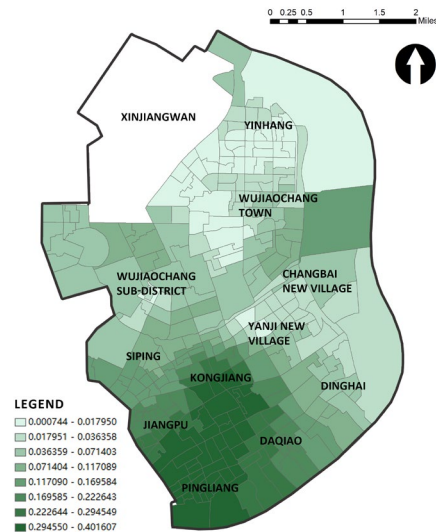 0 0.25 0.5 1 1.5 2
Miles
XINJIANGWAN
YINHANG
WUJIAOCHANG
TOWN
WUJIAOCHANG
SUB-DISTRICT
CHANGBAI
NEW VILLAGE
YANJI NEW
VILLAGE
SIPING
KONGJIANG
DINGHAI
JIANGPU
DAQIAO
PINGLIANG
LEGEND
0.000744 - 0.017950
0.017951 - 0.036358
0.036359 - 0.071403
0.071404 - 0.117089
0.117090 - 0.169584
0.169585 - 0.222643
0.222644 - 0.294549
0.294550 - 0.401607